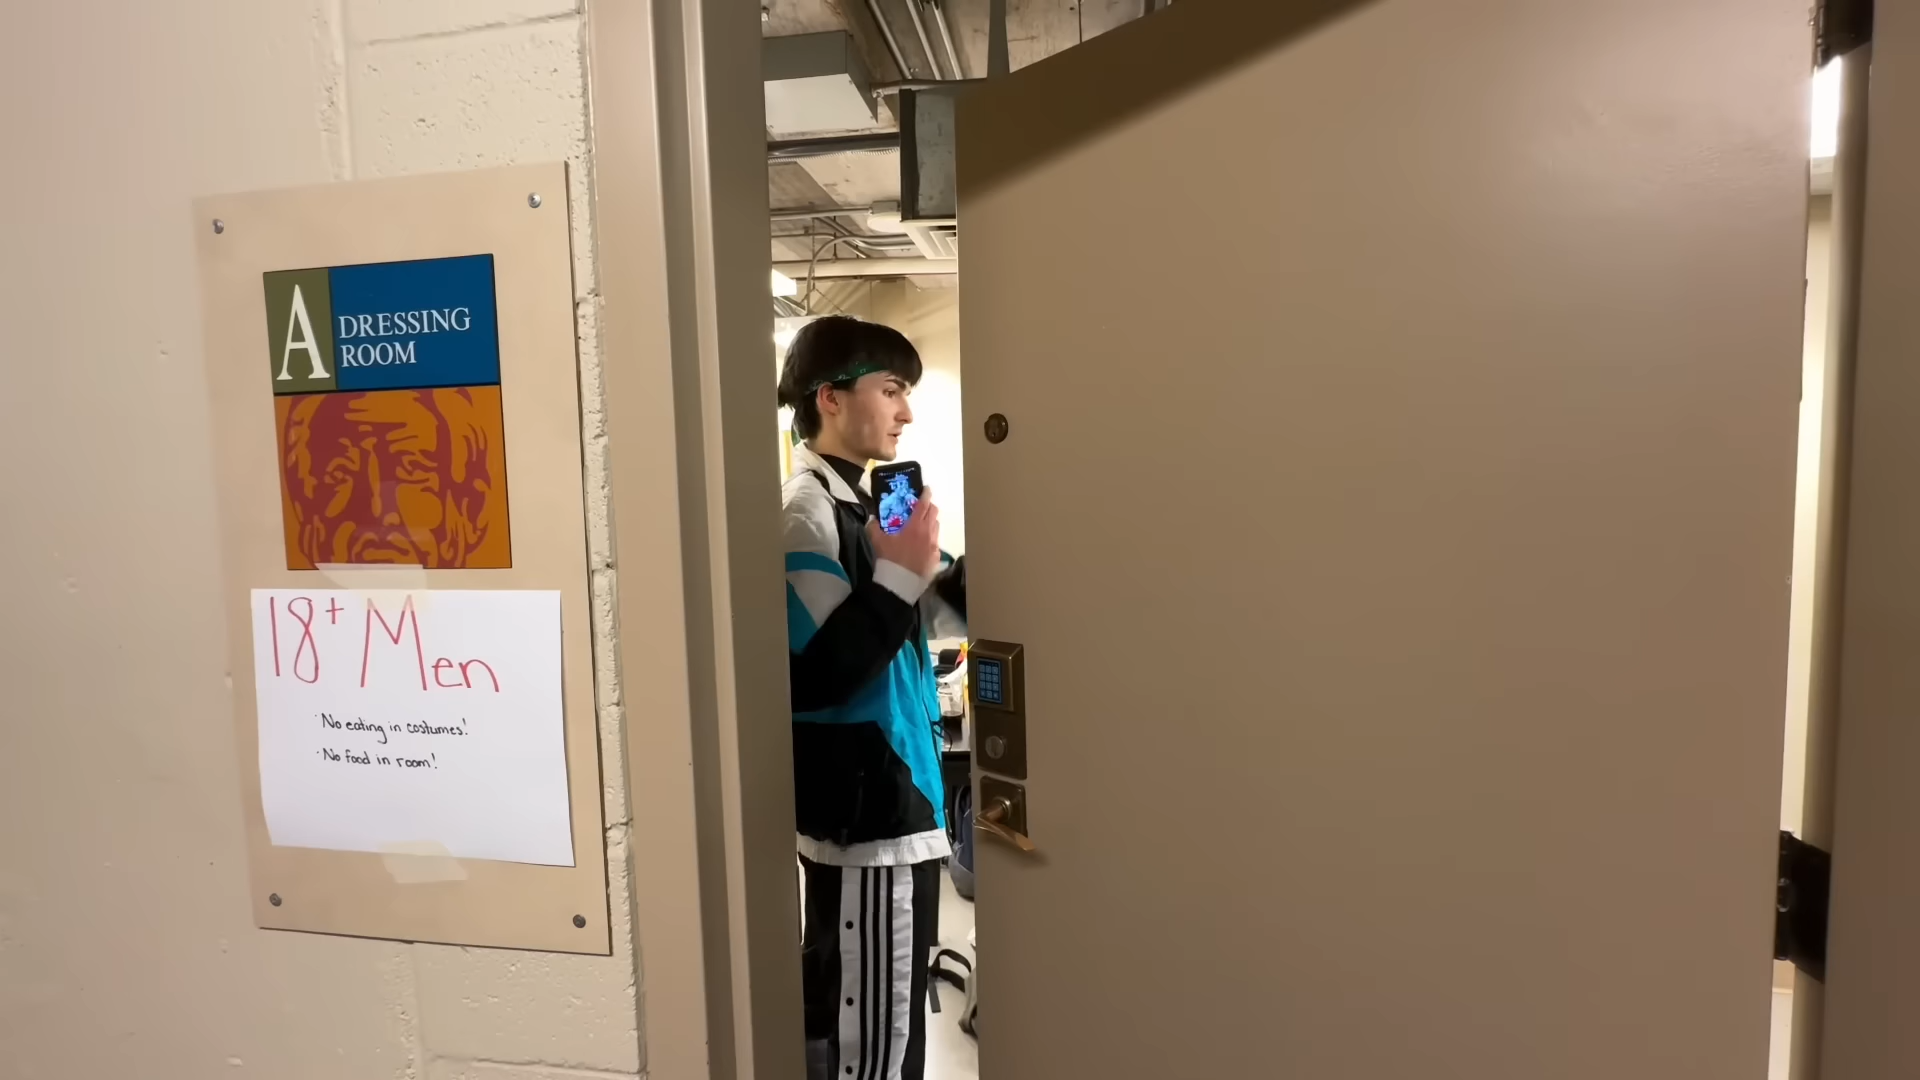 A
DRESSING
ROOM
18+ Men
· No eating in costumes!
· No food in room!